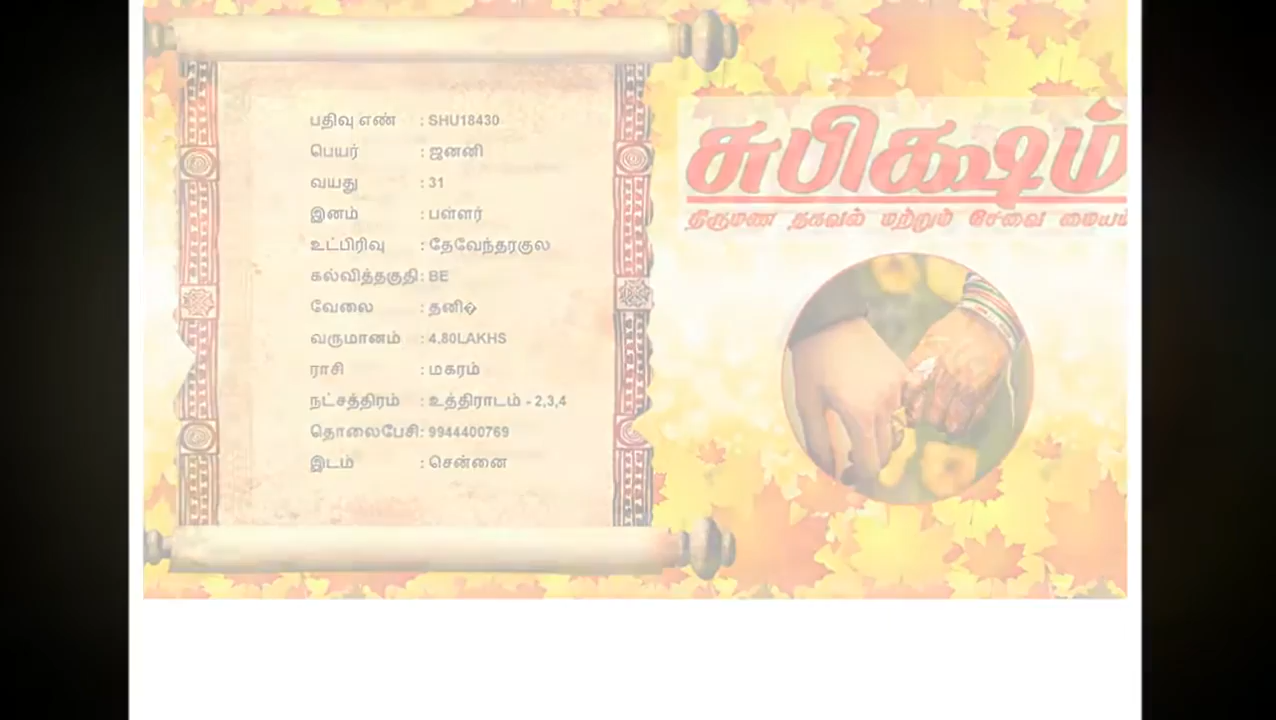 பதிவு எண் : SHU18430
பெயர் : ஜனனி
வயது : 31
இனம் : பள்ளர்
உட்பிரிவு : தேவேந்தரகுல
கல்வித்தகுதி : BE
வேலை : தனி�
வருமானம் : 4.80LAKHS
ராசி : மகரம்
நட்சத்திரம் : உத்திராடம் - 2,3,4
தொலைபேசி : 9944400769
இடம் : சென்னை
சுபிக்ஷம்
திருமண தகவல் மற்றும் சேவை மையம்